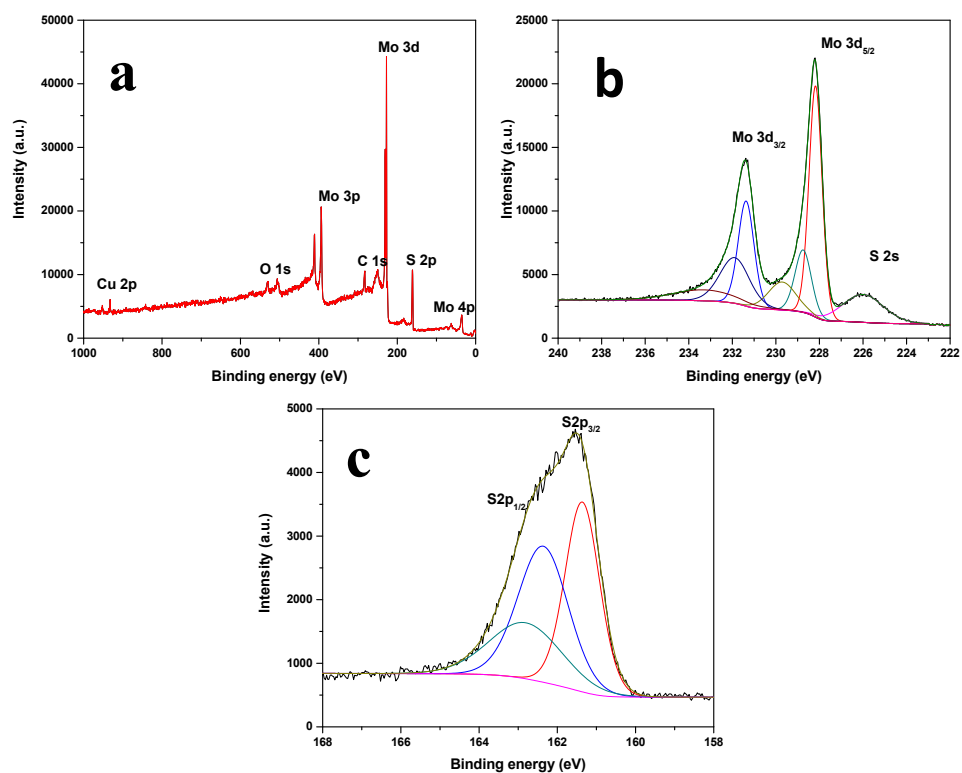 a
Mo 3d
Mo 3p
C 1s
S 2p
O 1s
Cu 2p
Mo 4p
50000
40000
30000
20000
10000
0
1000 800 600 400 200 0
Intensity (a.u.)
Binding energy (eV)
b
Mo 3d5/2
Mo 3d3/2
S 2s
25000
20000
15000
10000
5000
0
240 238 236 234 232 230 228 226 224 222
Intensity (a.u.)
Binding energy (eV)
c
S2p3/2
S2p1/2
5000
4000
3000
2000
1000
0
168 166 164 162 160 158
Intensity (a.u.)
Binding energy (eV)